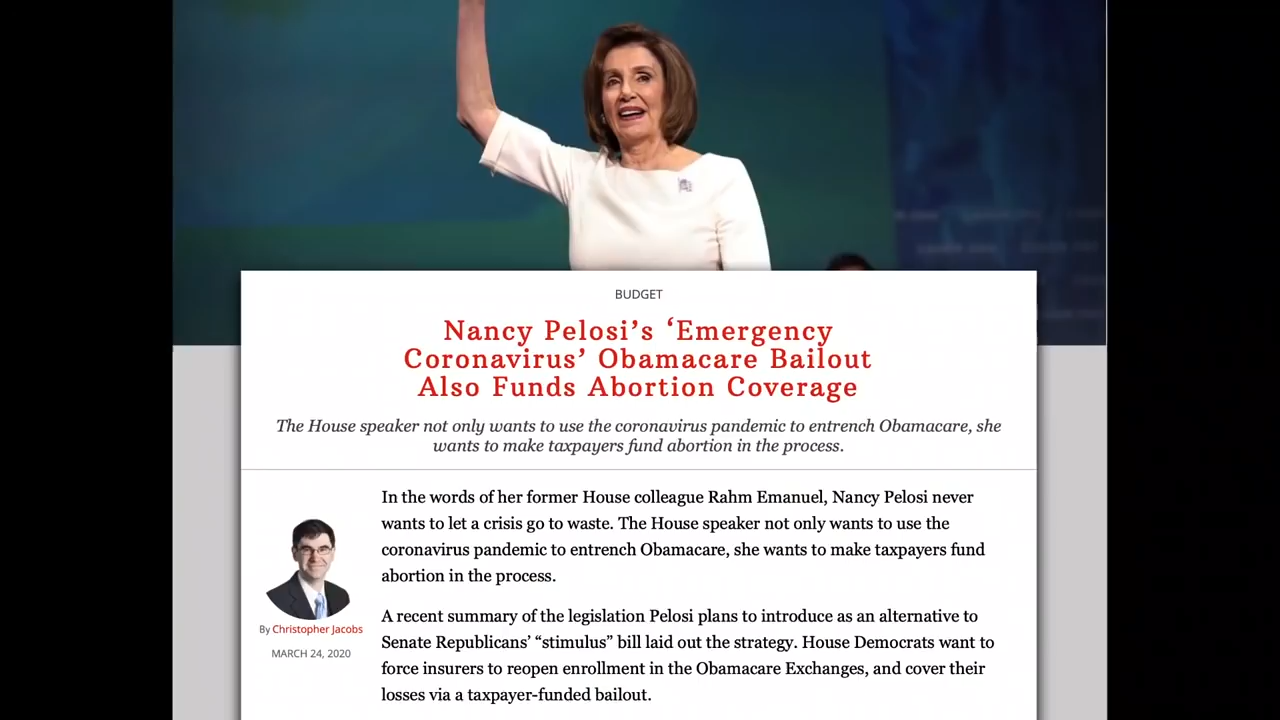 BUDGET
Nancy Pelosi’s ‘Emergency
Coronavirus’ Obamacare Bailout
Also Funds Abortion Coverage
The House speaker not only wants to use the coronavirus pandemic to entrench Obamacare, she
wants to make taxpayers fund abortion in the process.
By Christopher Jacobs
MARCH 24, 2020
In the words of her former House colleague Rahm Emanuel, Nancy Pelosi never
wants to let a crisis go to waste. The House speaker not only wants to use the
coronavirus pandemic to entrench Obamacare, she wants to make taxpayers fund
abortion in the process.
A recent summary of the legislation Pelosi plans to introduce as an alternative to
Senate Republicans’ “stimulus” bill laid out the strategy. House Democrats want to
force insurers to reopen enrollment in the Obamacare Exchanges, and cover their
losses via a taxpayer-funded bailout.